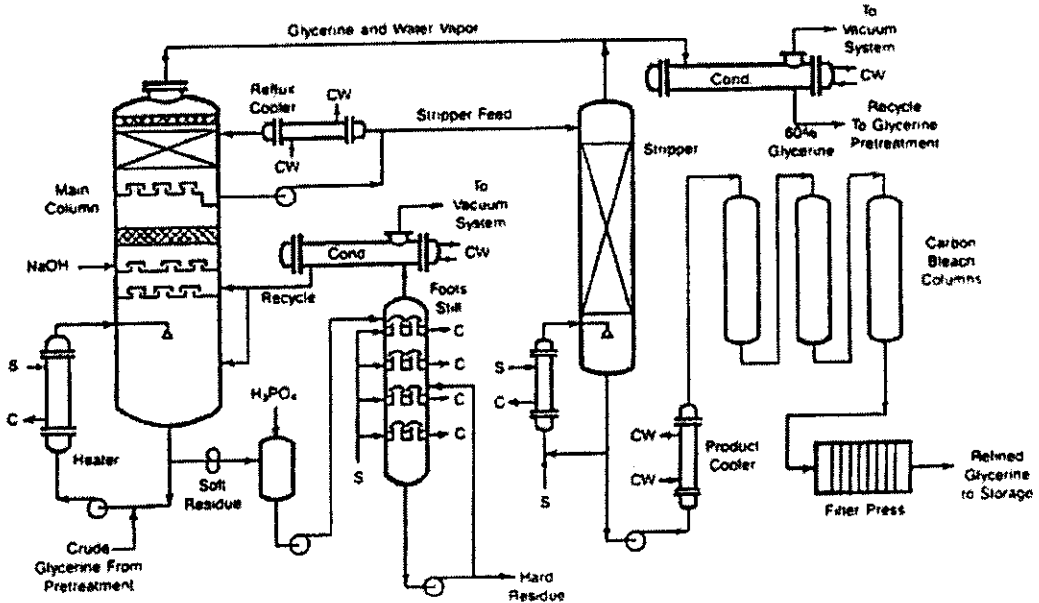 Glycerine and Water Vapor
To
Vacuum
System
Cond.
CW
Recycle
To Glycerine
Pretreatment
60%
Glycerine
Reflux
Cooler
CW
CW
Stripper Feed
Stripper
Main
Column
To
Vacuum
System
Cond
CW
NaOH
Recycle
Foots
Still
Carbon
Bleach
Columns
S
C
Heater
H₃PO₄
C
C
C
C
S
S
C
S
Soft
Residue
CW
CW
Product
Cooler
Refined
Glycerine
to Storage
Filter Press
Crude
Glycerine From
Pretreatment
Hard
Residue